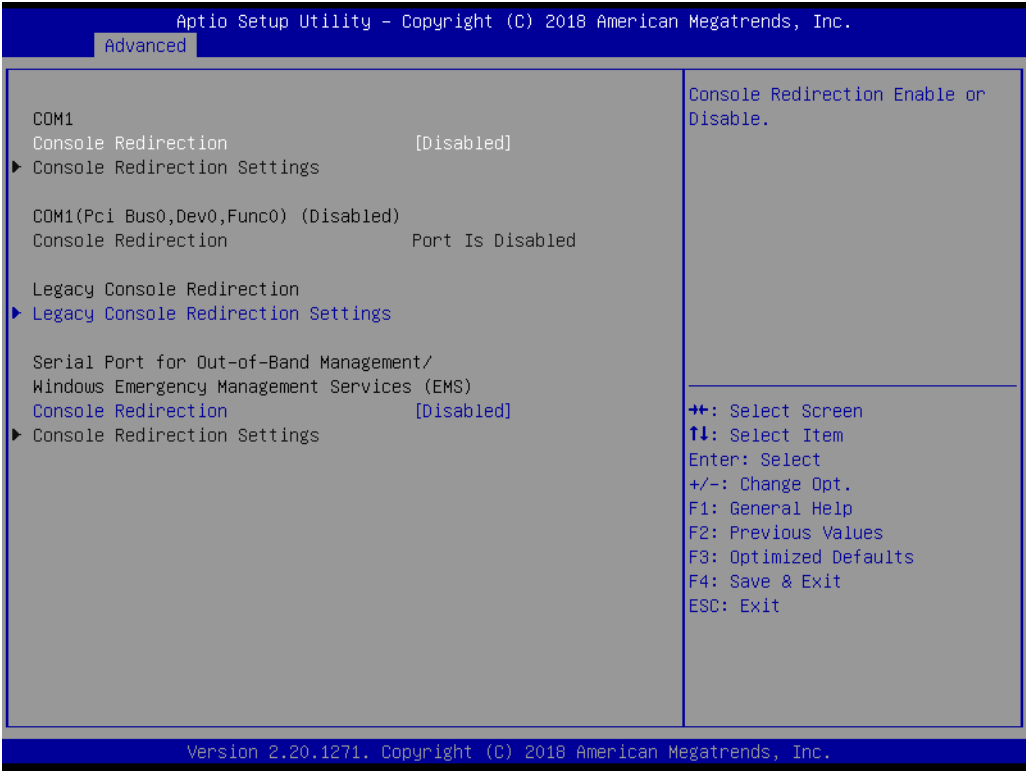 Aptio Setup Utility – Copyright (C) 2018 American Megatrends, Inc.
Advanced
COM1
Console Redirection [Disabled]
Console Redirection Settings
COM1(Pci Bus0,Dev0,Func0) (Disabled)
Console Redirection Port Is Disabled
Legacy Console Redirection
Legacy Console Redirection Settings
Serial Port for Out-of-Band Management/
Windows Emergency Management Services (EMS)
Console Redirection [Disabled]
Console Redirection Settings
Console Redirection Enable or
Disable.
→←: Select Screen
↑↓: Select Item
Enter: Select
+/-: Change Opt.
F1: General Help
F2: Previous Values
F3: Optimized Defaults
F4: Save & Exit
ESC: Exit
Version 2.20.1271. Copyright (C) 2018 American Megatrends, Inc.